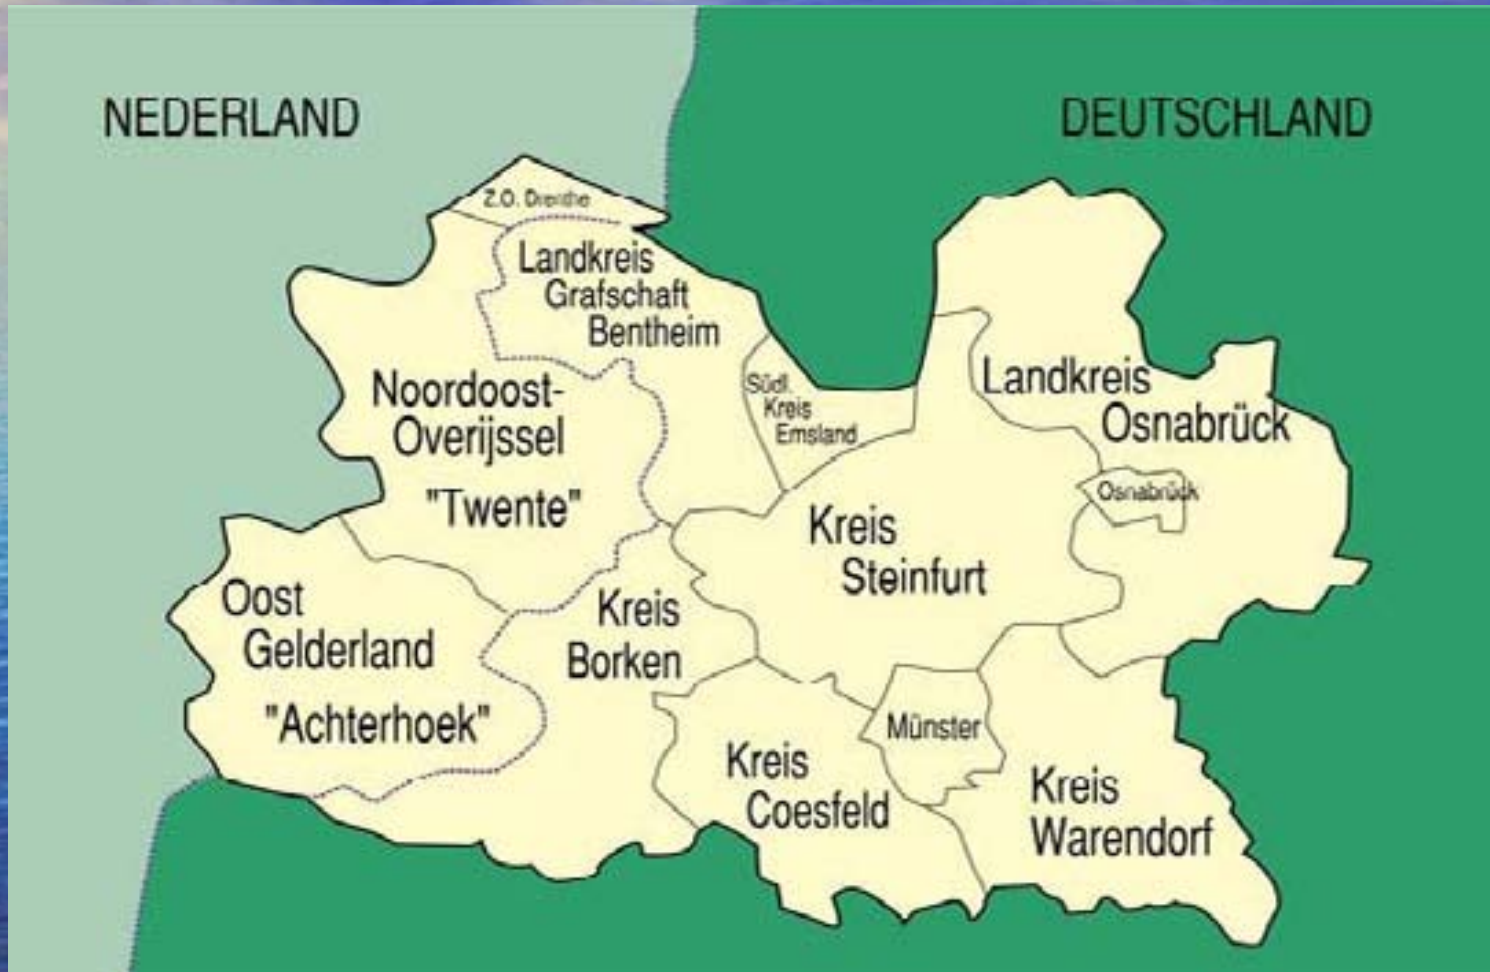 NEDERLAND
DEUTSCHLAND
Z.O. Drenthe
Landkreis
Grafschaft
Bentheim
Noordoost-
Overijssel
"Twente"
Südl.
Kreis
Emsland
Landkreis
Osnabrück
Osnabrück
Kreis
Steinfurt
Oost
Gelderland
"Achterhoek"
Kreis
Borken
Münster
Kreis
Coesfeld
Kreis
Warendorf